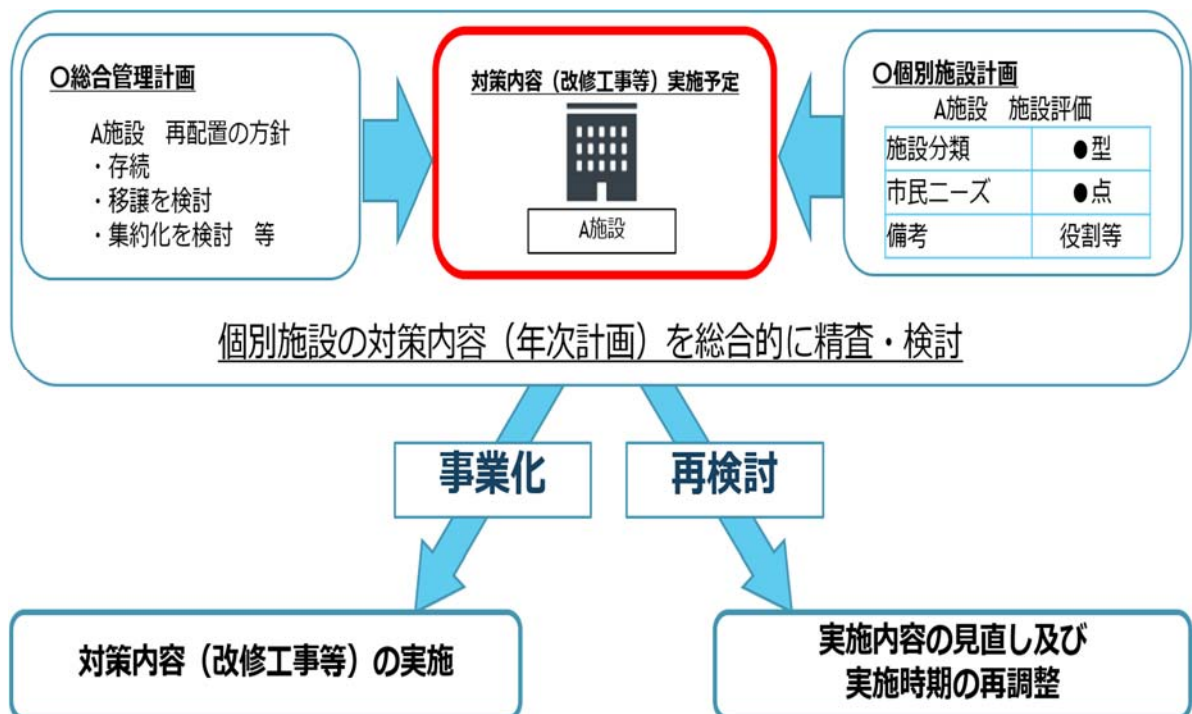 〇総合管理計画
A施設　再配置の方針
・存続
・移譲を検討
・集約化を検討　等
対策内容（改修工事等）実施予定
A施設
〇個別施設計画
A施設　施設評価
施設分類　●型
市民ニーズ　●点
備考　役割等
個別施設の対策内容（年次計画）を総合的に精査・検討
事業化
再検討
対策内容（改修工事等）の実施
実施内容の見直し及び
実施時期の再調整